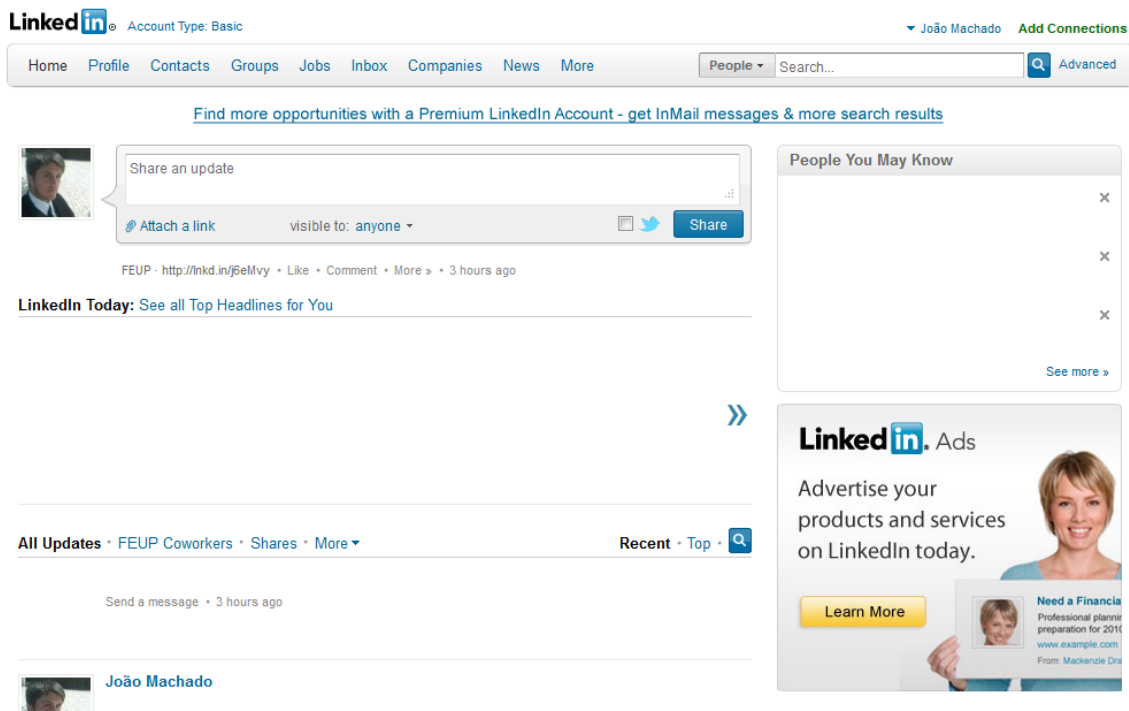 Linked in ® Account Type: Basic
João Machado Add Connections
Home Profile Contacts Groups Jobs Inbox Companies News More People Search... Advanced
Find more opportunities with a Premium LinkedIn Account - get InMail messages & more search results
Share an update
Attach a link visible to: anyone Share
FEUP · http://lnkd.in/j6eMvy • Like • Comment • More » • 3 hours ago
LinkedIn Today: See all Top Headlines for You
All Updates • FEUP Coworkers • Shares • More Recent • Top •
Send a message • 3 hours ago
João Machado
People You May Know
See more »
Linked in. Ads
Advertise your
products and services
on LinkedIn today.
Learn More
Need a Financia
Professional plannin
preparation for 2010
www.example.com
From: Mackenzie Dra